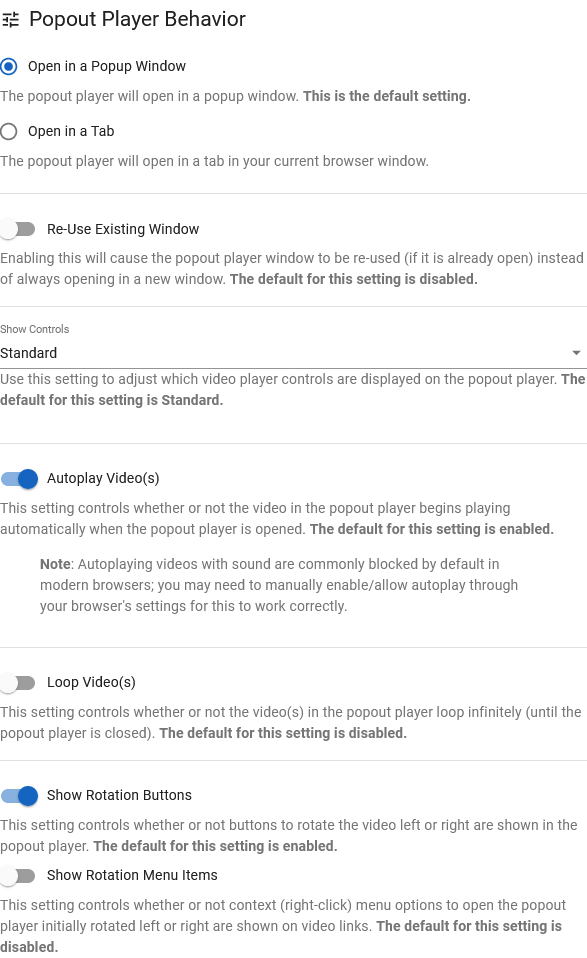 Popout Player Behavior
Open in a Popup Window
The popout player will open in a popup window. This is the default setting.
Open in a Tab
The popout player will open in a tab in your current browser window.
Re-Use Existing Window
Enabling this will cause the popout player window to be re-used (if it is already open) instead
of always opening in a new window. The default for this setting is disabled.
Show Controls
Standard
Use this setting to adjust which video player controls are displayed on the popout player. The
default for this setting is Standard.
Autoplay Video(s)
This setting controls whether or not the video in the popout player begins playing
automatically when the popout player is opened. The default for this setting is enabled.
Note: Autoplaying videos with sound are commonly blocked by default in
modern browsers; you may need to manually enable/allow autoplay through
your browser's settings for this to work correctly.
Loop Video(s)
This setting controls whether or not the video(s) in the popout player loop infinitely (until the
popout player is closed). The default for this setting is disabled.
Show Rotation Buttons
This setting controls whether or not buttons to rotate the video left or right are shown in the
popout player. The default for this setting is enabled.
Show Rotation Menu Items
This setting controls whether or not context (right-click) menu options to open the popout
player initially rotated left or right are shown on video links. The default for this setting is
disabled.